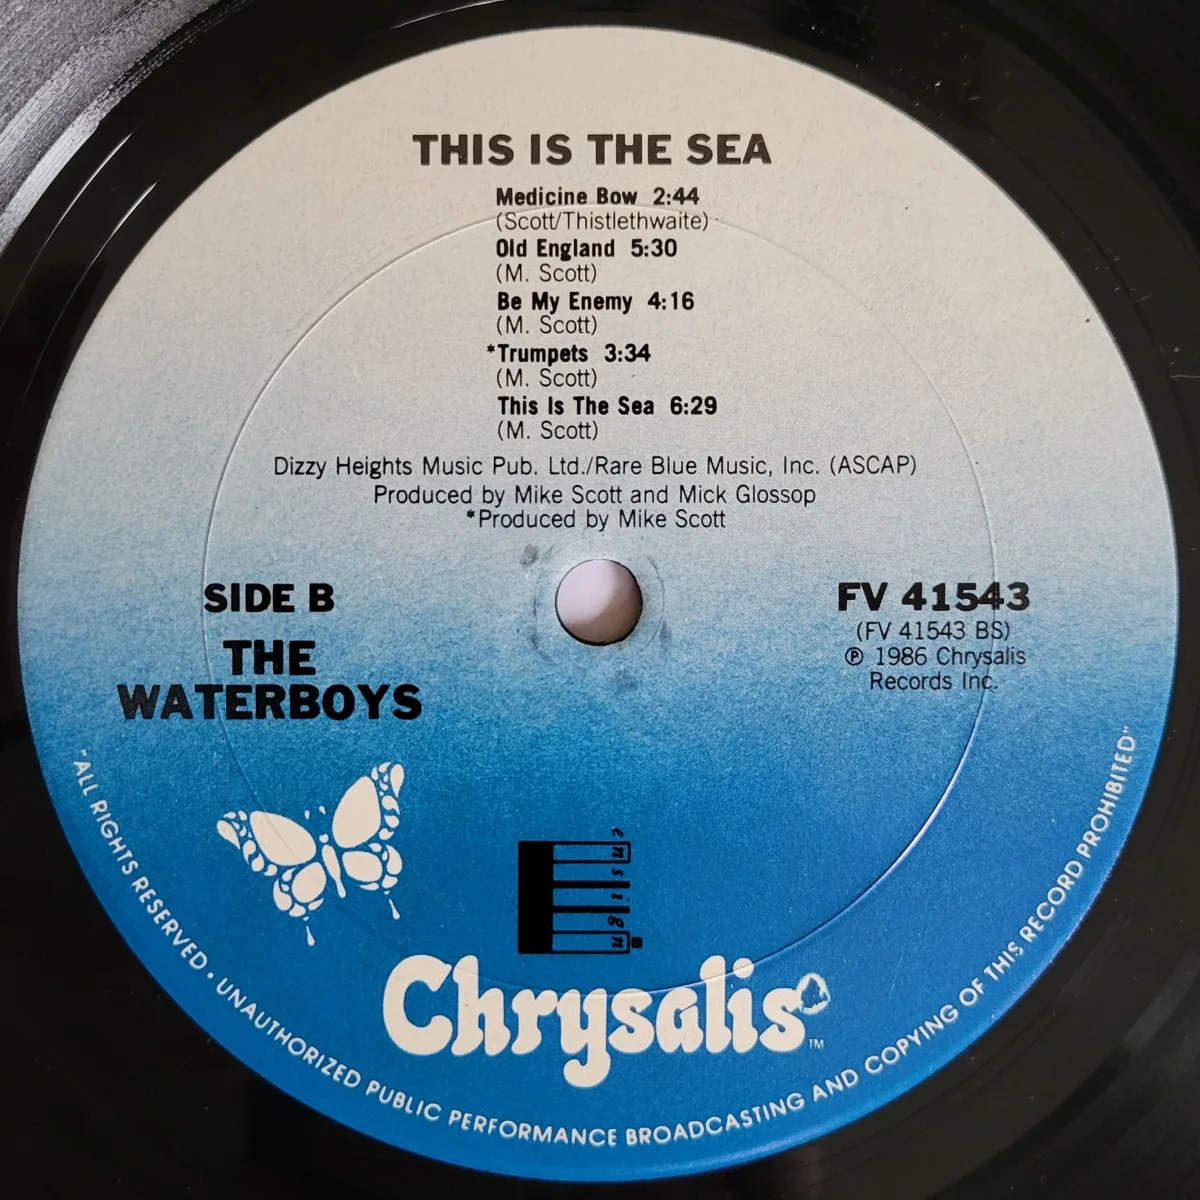 THIS IS THE SEA
Medicine Bow 2:44
(Scott/Thistlethwaite)
Old England 5:30
(M. Scott)
Be My Enemy 4:16
(M. Scott)
*Trumpets 3:34
(M. Scott)
This Is The Sea 6:29
(M. Scott)
Dizzy Heights Music Pub. Ltd./Rare Blue Music, Inc. (ASCAP)
Produced by Mike Scott and Mick Glossop
*Produced by Mike Scott
SIDE B
THE
WATERBOYS
FV 41543
(FV 41543 BS)
℗ 1986 Chrysalis
Records Inc.
ensign
Chrysalis™
"ALL RIGHTS RESERVED • UNAUTHORIZED PUBLIC PERFORMANCE BROADCASTING AND COPYING OF THIS RECORD PROHIBITED"